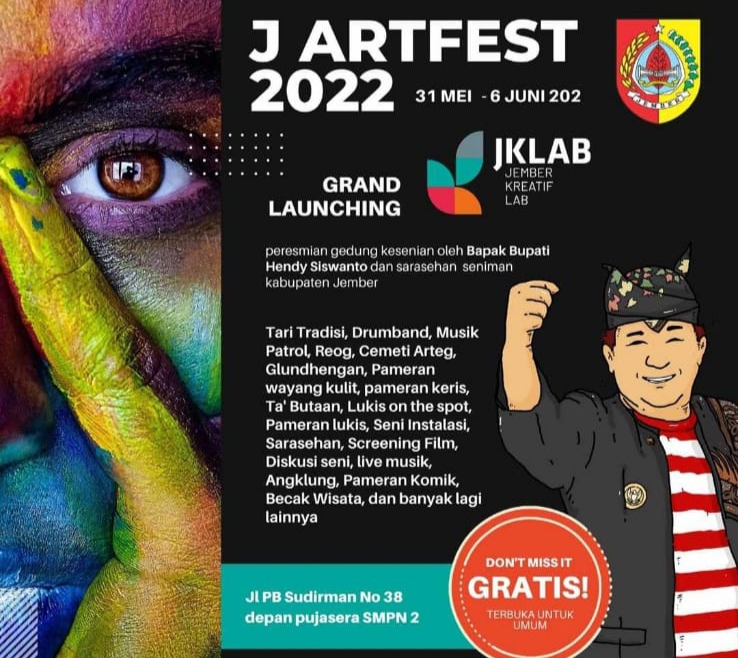 J ARTFEST
2022
31 MEI - 6 JUNI 202
JEMBER
JKLAB
JEMBER
KREATIF
LAB
GRAND
LAUNCHING
peresmian gedung kesenian oleh Bapak Bupati
Hendy Siswanto dan sarasehan seniman
kabupaten Jember
Tari Tradisi, Drumband, Musik
Patrol, Reog, Cemeti Arteg,
Glundhengan, Pameran
wayang kulit, pameran keris,
Ta' Butaan, Lukis on the spot,
Pameran lukis, Seni Instalasi,
Sarasehan, Screening Film,
Diskusi seni, live musik,
Angklung, Pameran Komik,
Becak Wisata, dan banyak lagi
lainnya
DON'T MISS IT
GRATIS!
TERBUKA UNTUK
UMUM
Jl PB Sudirman No 38
depan pujasera SMPN 2